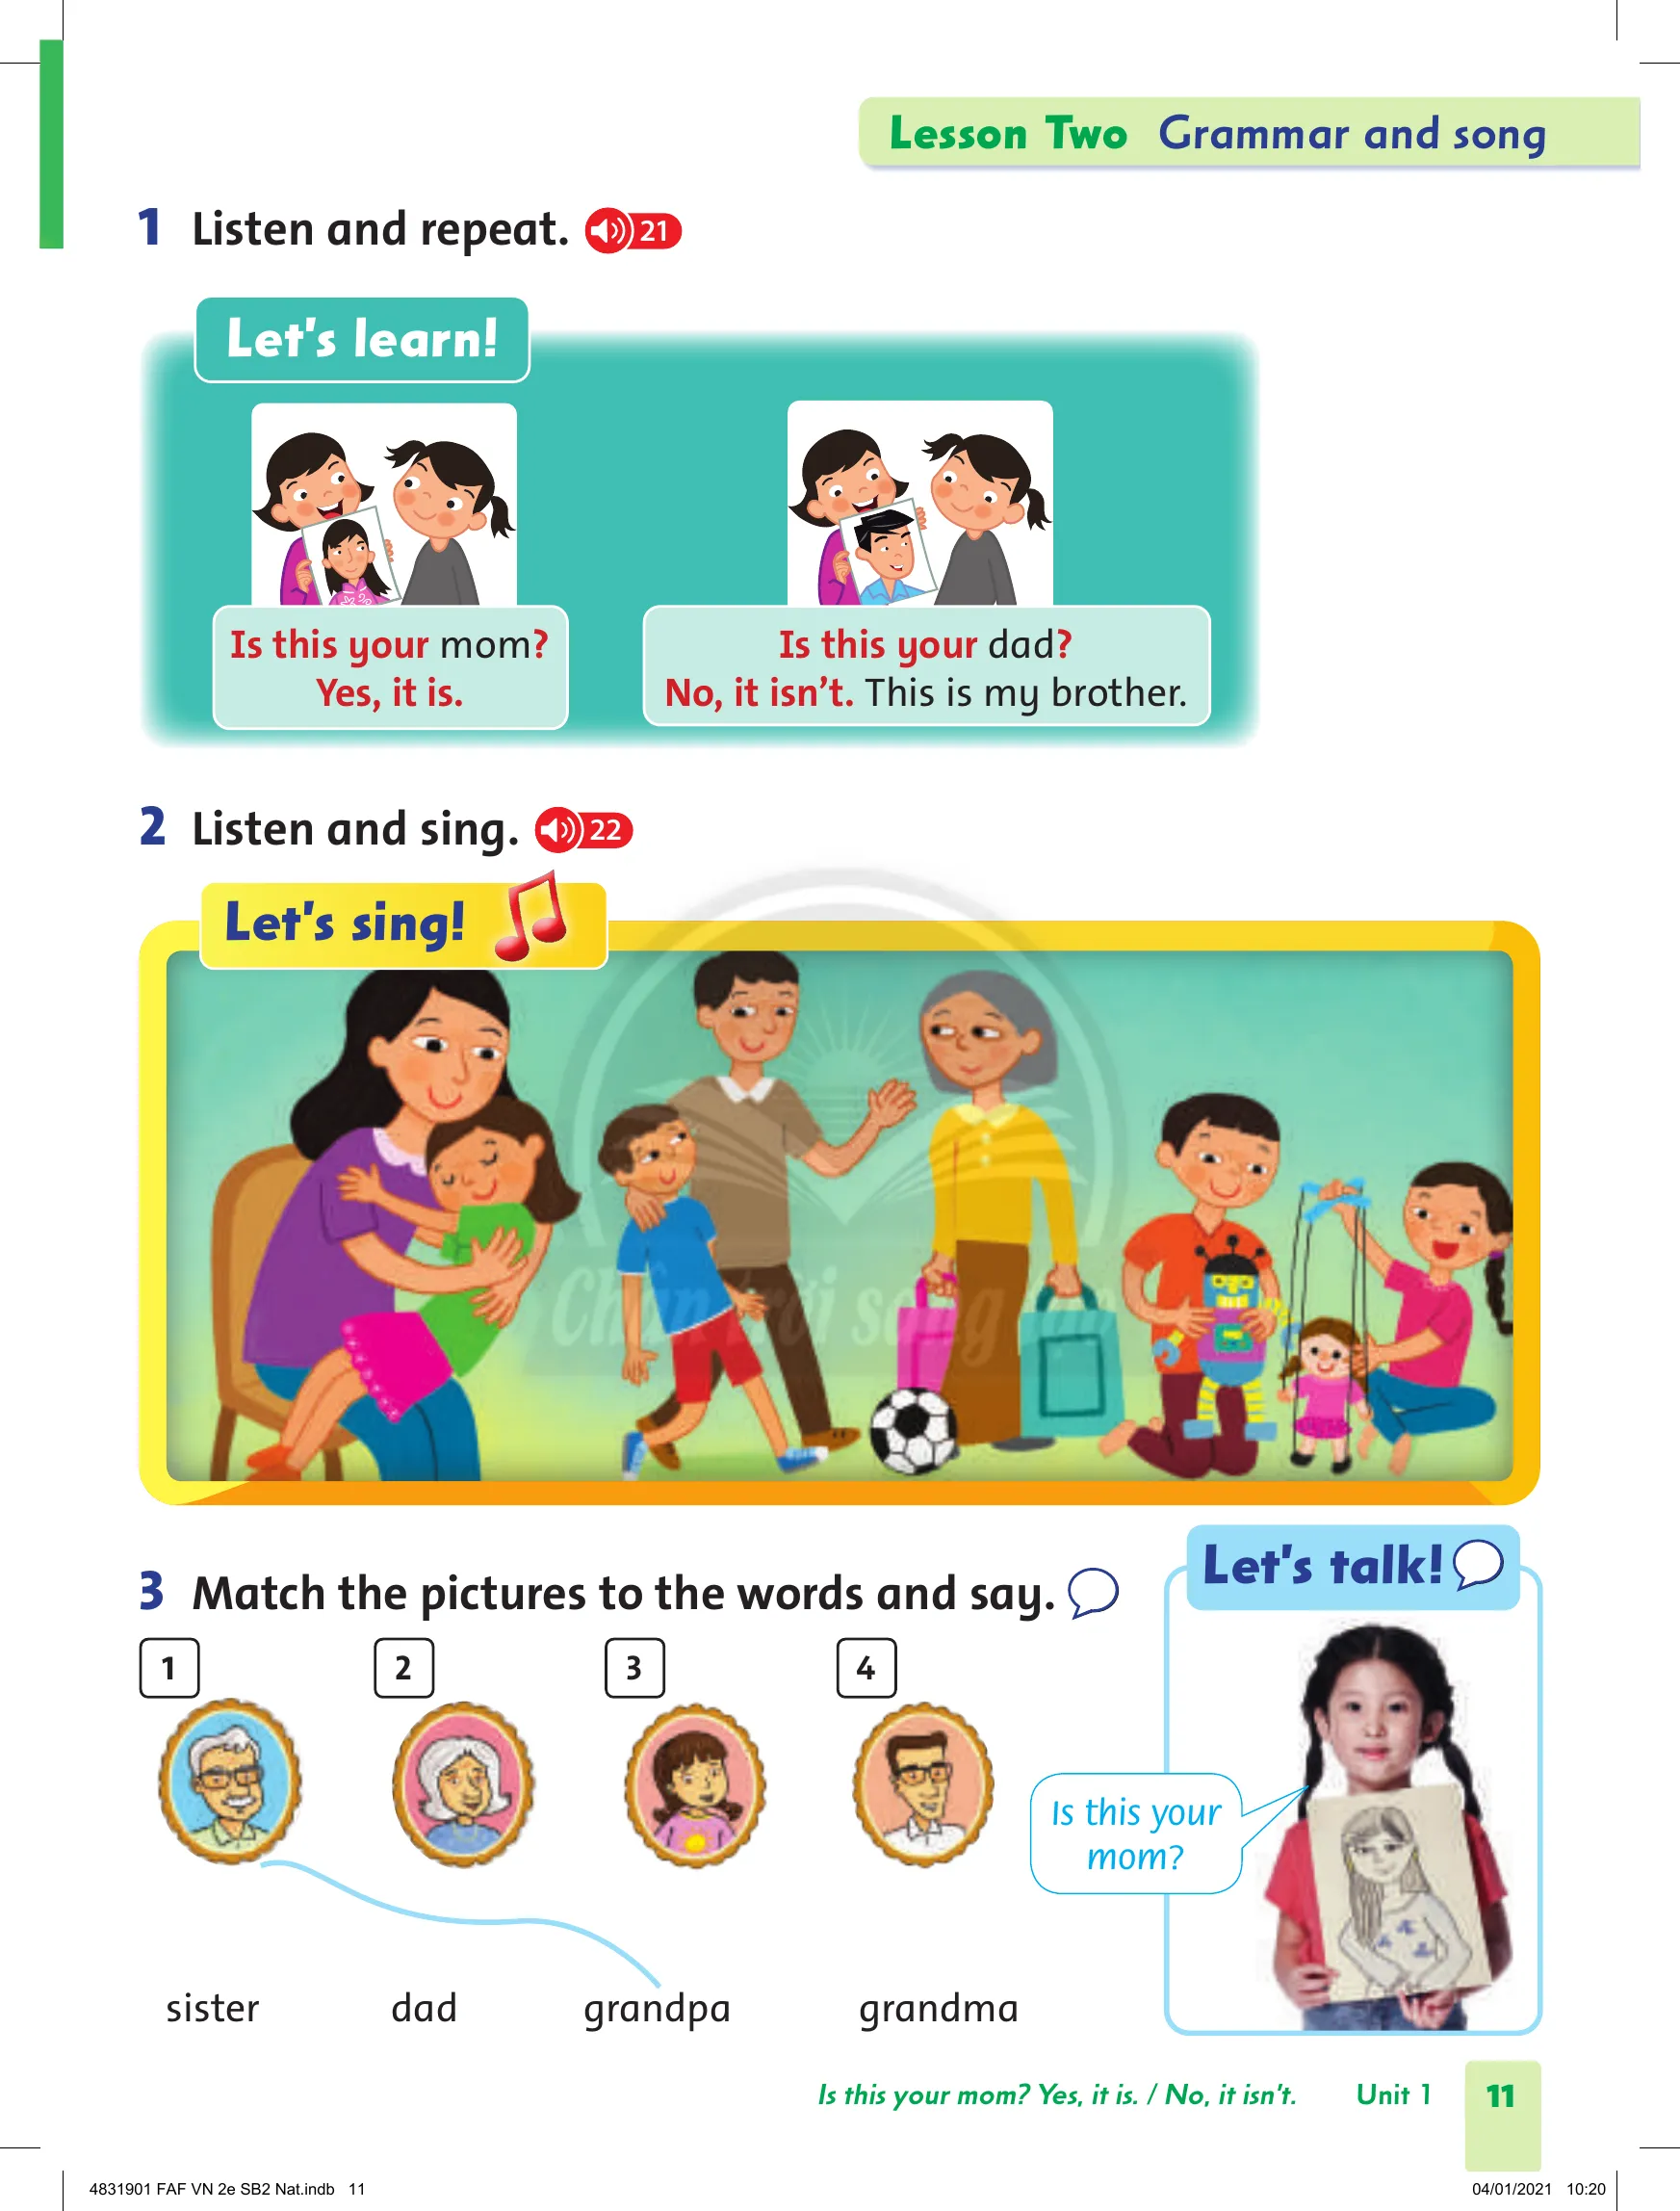 Lesson Two Grammar and song
1 Listen and repeat. 21
Let's learn!
Is this your mom?
Yes, it is.
Is this your dad?
No, it isn't. This is my brother.
2 Listen and sing. 22
Let's sing!
Chân trời sáng tạo
3 Match the pictures to the words and say.
1 2 3 4
sister dad grandpa grandma
Let's talk!
Is this your
mom?
Is this your mom? Yes, it is. / No, it isn't. Unit 1 11
4831901 FAF VN 2e SB2 Nat.indb 11 04/01/2021 10:20